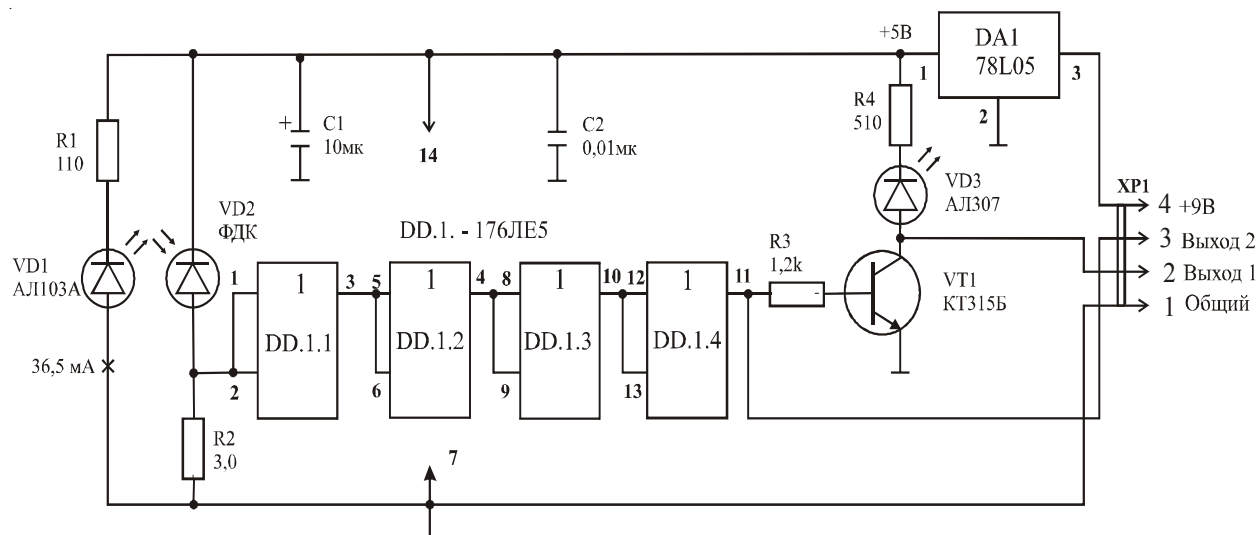 +5В
DA1
78L05
1
3
2
R4
510
R1
110
+
C1
10мк
14
C2
0,01мк
VD3
АЛ307
XP1
4 +9В
3 Выход 2
2 Выход 1
1 Общий
VD2
ФДК
DD.1. - 176ЛЕ5
VD1
АЛ103А
R3
1,2k
VT1
КТ315Б
1
1
3
5
1
4
8
1
10
12
1
11
DD.1.1
DD.1.2
DD.1.3
DD.1.4
36,5 мА
2
6
9
13
R2
3,0
7